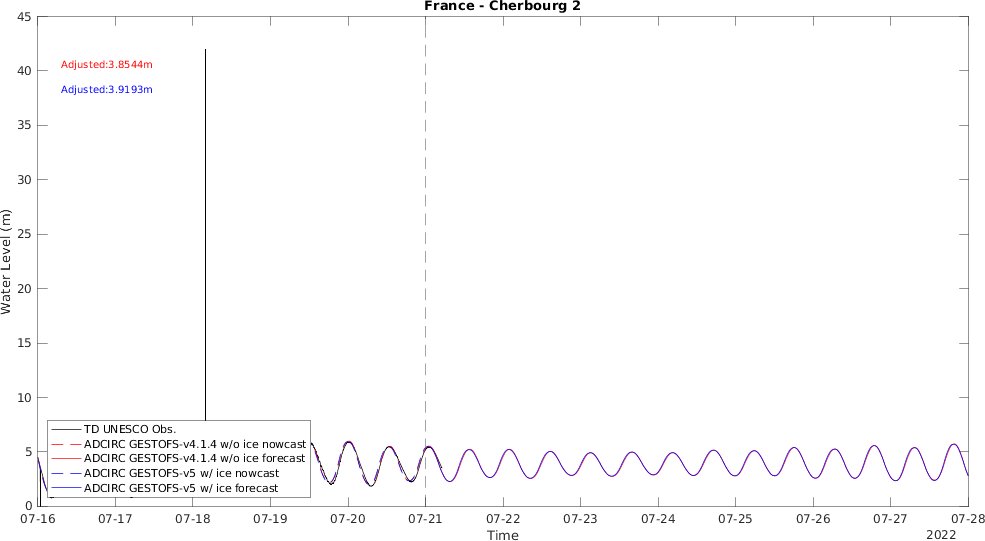 France - Cherbourg 2
Adjusted:3.8544m
Adjusted:3.9193m
Water Level (m)
45
40
35
30
25
20
15
10
5
0
TD UNESCO Obs.
ADCIRC GESTOFS-v4.1.4 w/o ice nowcast
ADCIRC GESTOFS-v4.1.4 w/o ice forecast
ADCIRC GESTOFS-v5 w/ ice nowcast
ADCIRC GESTOFS-v5 w/ ice forecast
07-16 07-17 07-18 07-19 07-20 07-21 07-22 07-23 07-24 07-25 07-26 07-27 07-28
Time
2022